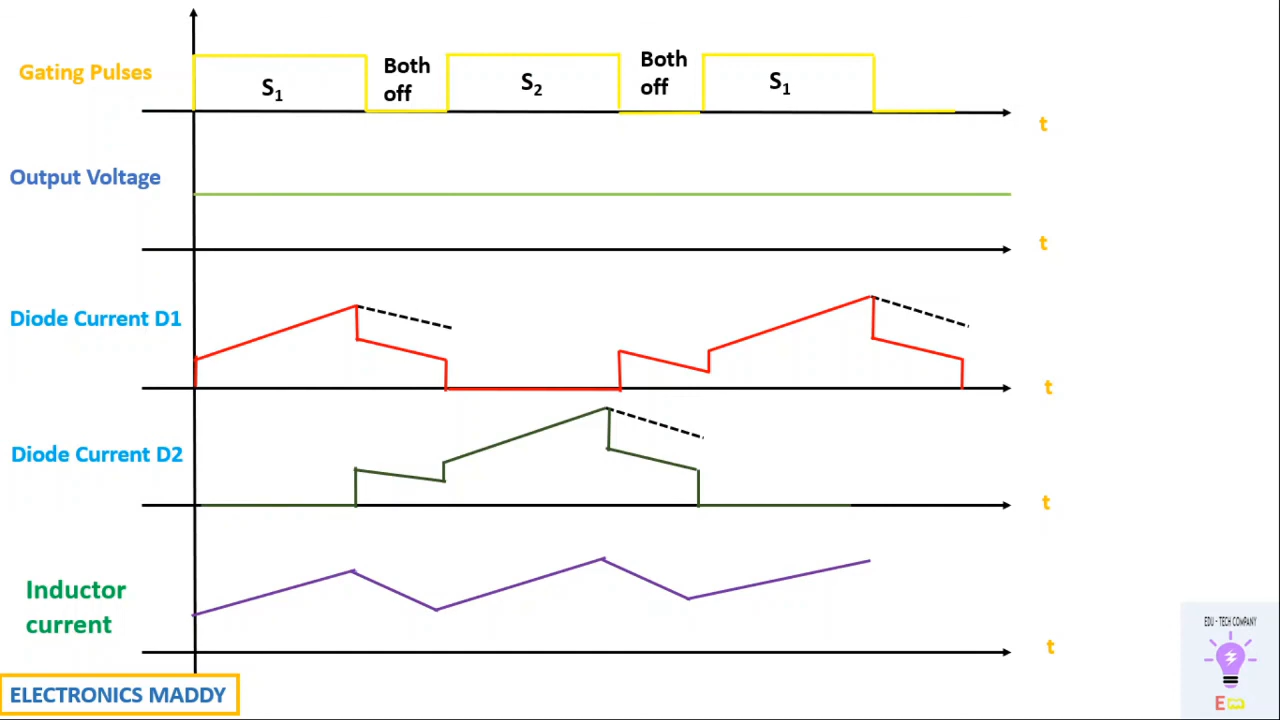 Gating Pulses
S₁
Both
off
S₂
Both
off
S₁
t
Output Voltage
t
Diode Current D1
t
Diode Current D2
t
Inductor
current
t
ELECTRONICS MADDY
EDU - TECH COMPANY